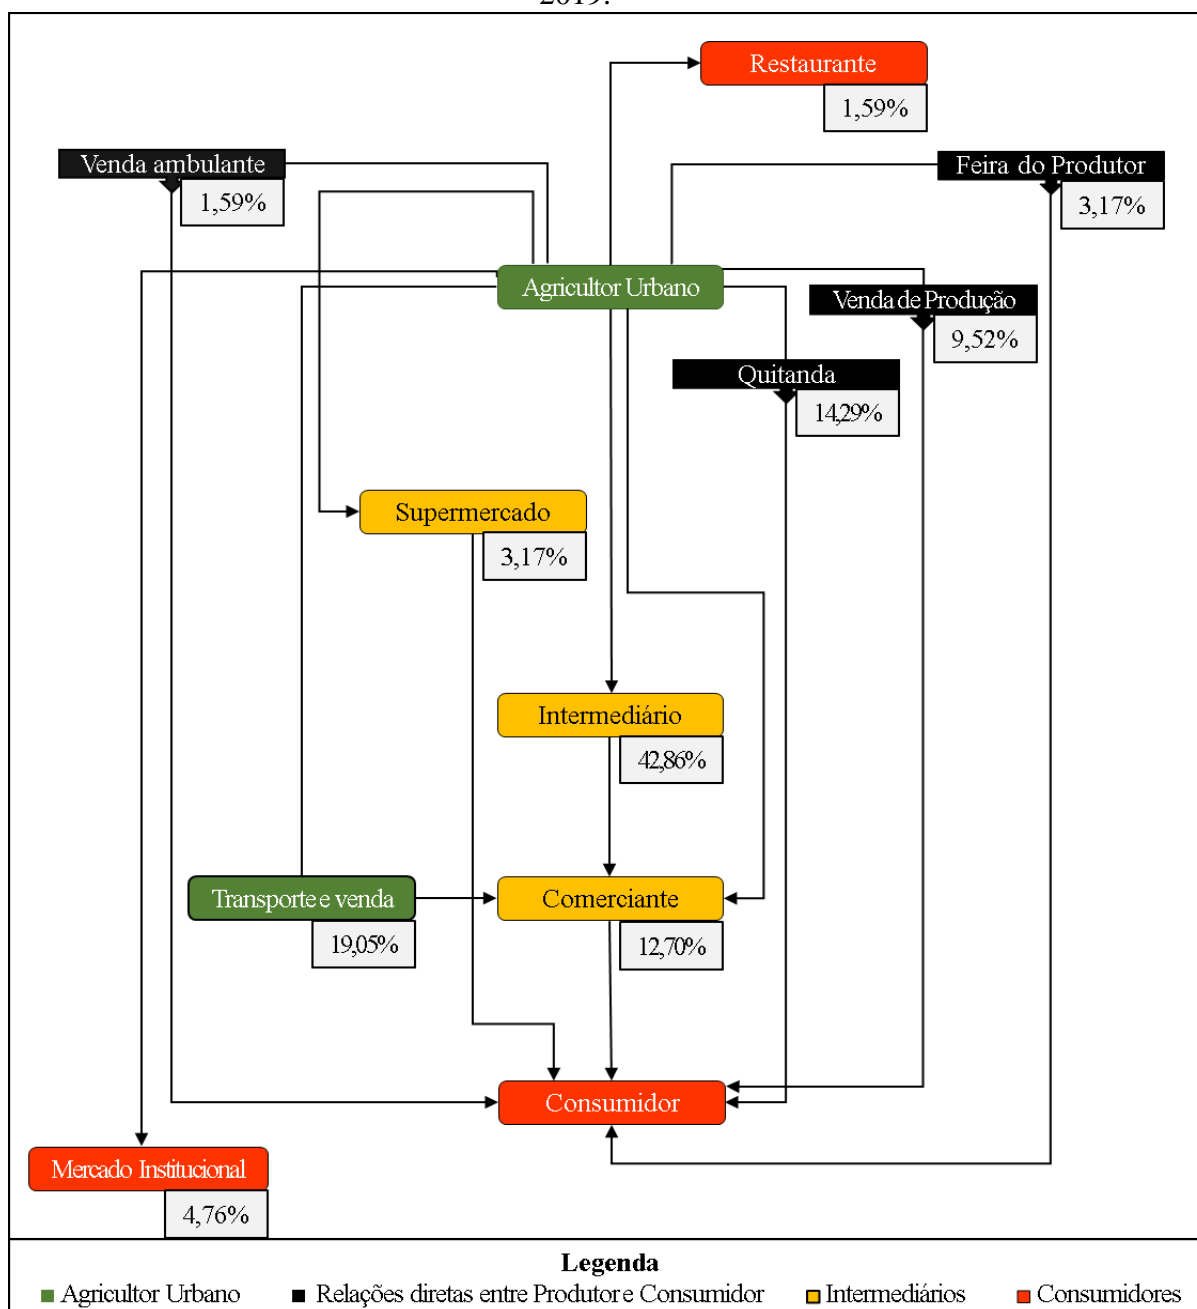 2019.
Restaurante
1,59%
Venda ambulante
1,59%
Feira do Produtor
3,17%
Agricultor Urbano
Venda de Produção
9,52%
Quitanda
14,29%
Supermercado
3,17%
Intermediário
42,86%
Transporte e venda
19,05%
Comerciante
12,70%
Consumidor
Mercado Institucional
4,76%
Legenda
Agricultor Urbano Relações diretas entre Produtor e Consumidor Intermediários Consumidores